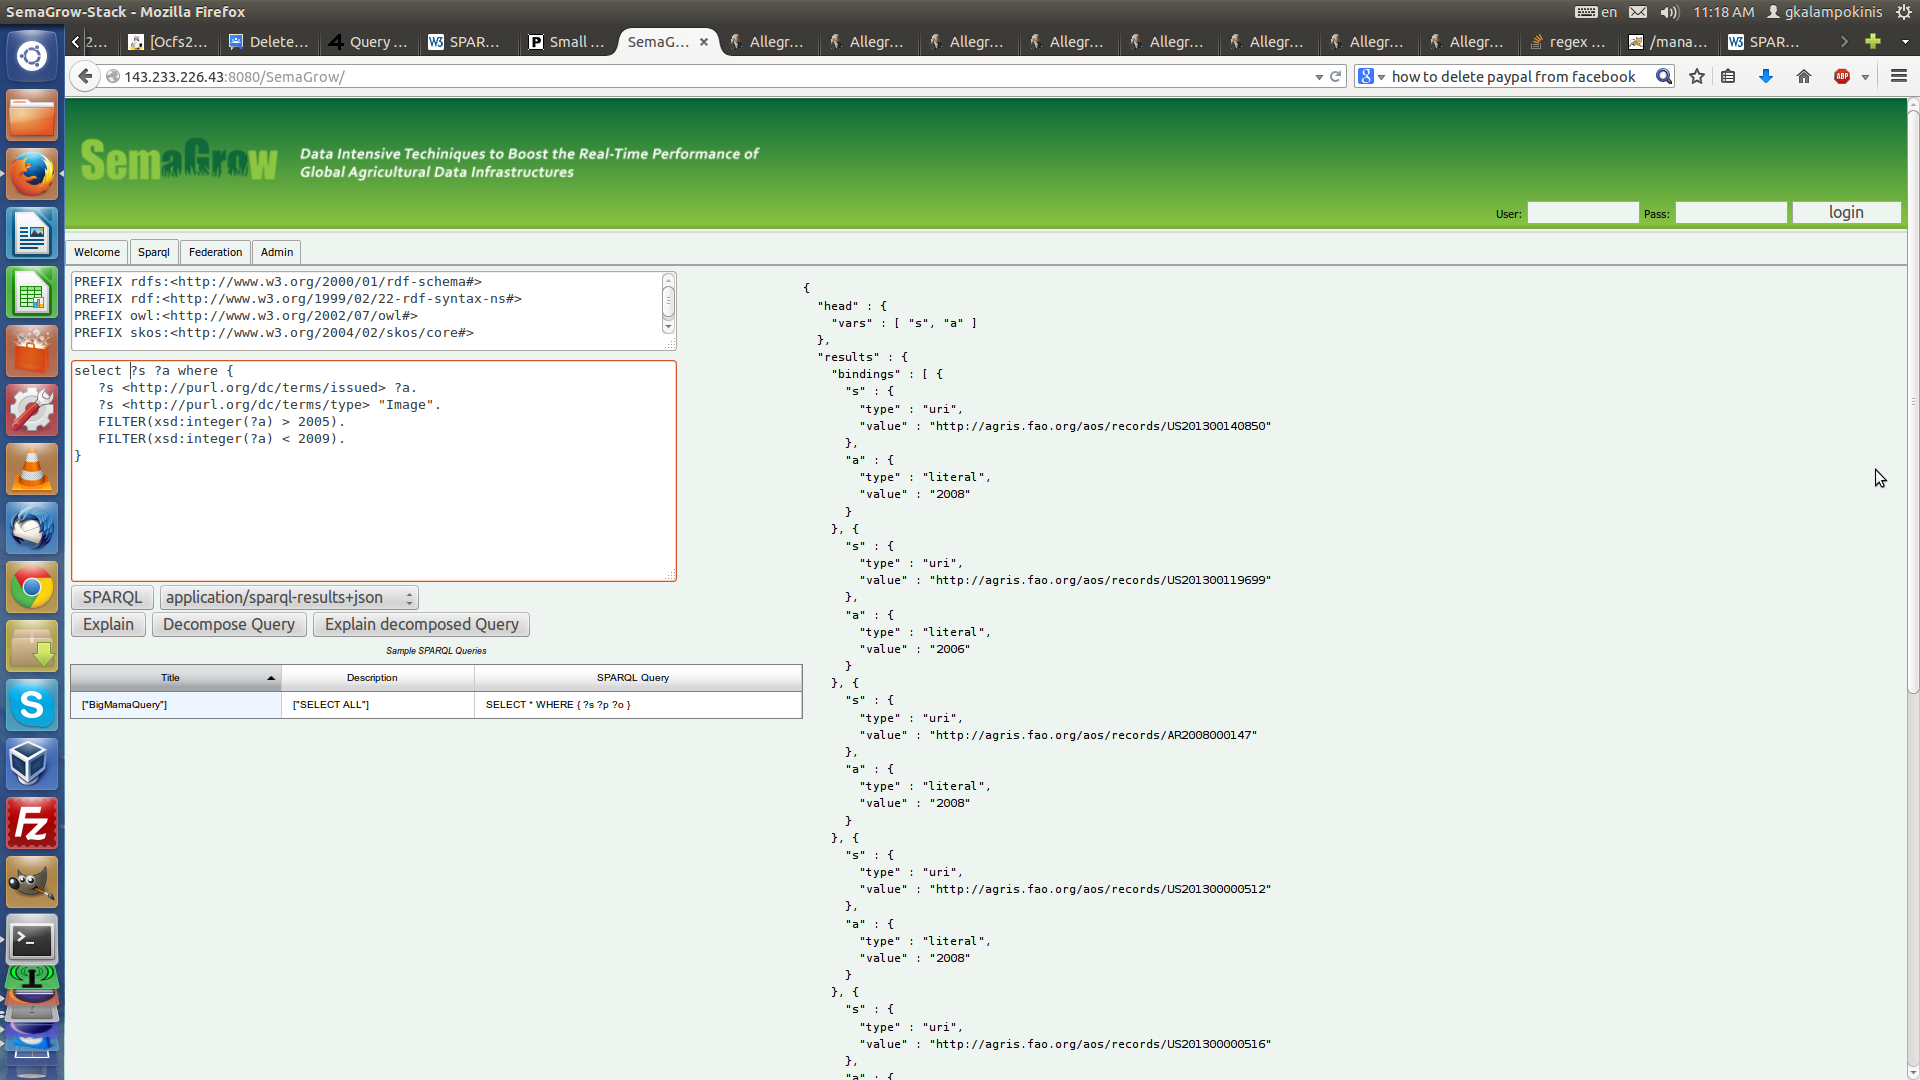 SemaGrow-Stack - Mozilla Firefox
en
11:18 AM
gkalampokinis
2...
[Ocfs2...
Delete...
Query ...
SPAR...
Small ...
SemaG...
Allegr...
Allegr...
Allegr...
Allegr...
Allegr...
Allegr...
Allegr...
Allegr...
regex ...
/mana...
SPAR...
143.233.226.43:8080/SemaGrow/
how to delete paypal from facebook
ABP
SemaGrow
Data Intensive Techiniques to Boost the Real-Time Performance of
Global Agricultural Data Infrastructures
User:
Pass:
login
Welcome
Sparql
Federation
Admin
PREFIX rdfs:<http://www.w3.org/2000/01/rdf-schema#>
PREFIX rdf:<http://www.w3.org/1999/02/22-rdf-syntax-ns#>
PREFIX owl:<http://www.w3.org/2002/07/owl#>
PREFIX skos:<http://www.w3.org/2004/02/skos/core#>
select ?s ?a where {
?s <http://purl.org/dc/terms/issued> ?a.
?s <http://purl.org/dc/terms/type> "Image".
FILTER(xsd:integer(?a) > 2005).
FILTER(xsd:integer(?a) < 2009).
}
SPARQL
application/sparql-results+json
Explain
Decompose Query
Explain decomposed Query
Sample SPARQL Queries
Title
Description
SPARQL Query
["BigMamaQuery"]
["SELECT ALL"]
SELECT * WHERE { ?s ?p ?o }
{
"head" : {
"vars" : [ "s", "a" ]
},
"results" : {
"bindings" : [ {
"s" : {
"type" : "uri",
"value" : "http://agris.fao.org/aos/records/US201300140850"
},
"a" : {
"type" : "literal",
"value" : "2008"
}
}, {
"s" : {
"type" : "uri",
"value" : "http://agris.fao.org/aos/records/US201300119699"
},
"a" : {
"type" : "literal",
"value" : "2006"
}
}, {
"s" : {
"type" : "uri",
"value" : "http://agris.fao.org/aos/records/AR2008000147"
},
"a" : {
"type" : "literal",
"value" : "2008"
}
}, {
"s" : {
"type" : "uri",
"value" : "http://agris.fao.org/aos/records/US201300000512"
},
"a" : {
"type" : "literal",
"value" : "2008"
}
}, {
"s" : {
"type" : "uri",
"value" : "http://agris.fao.org/aos/records/US201300000516"
},
"a" : {